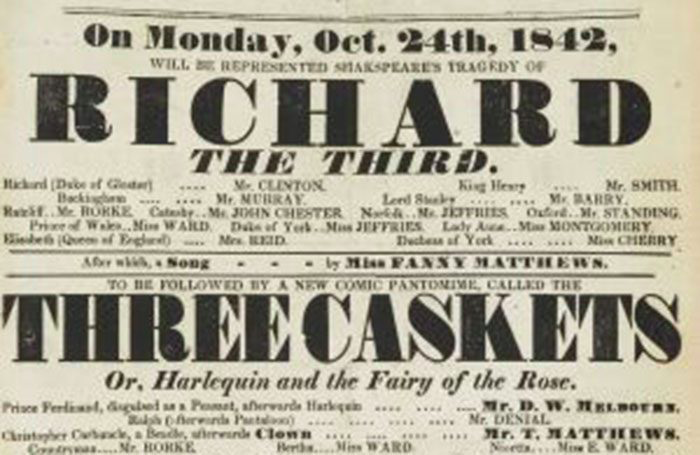 On Monday, Oct. 24th, 1842,
WILL BE REPRESENTED SHAKSPEARE'S TRAGEDY OF
RICHARD
THE THIRD.
Richard (Duke of Gloster) .... Mr. CLINTON. King Henry .... Mr. SMITH.
Buckingham .... .... Mr. MURRAY. Lord Stanley .... .... Mr. BARRY.
Ratcliff..Mr. RORKE. Catesby..Mr. JOHN CHESTER. Norfolk..Mr. JEFFRIES. Oxford..Mr. STANDING.
Prince of Wales..Miss WARD. Duke of York..Miss JEFFRIES. Lady Anne..Miss MONTGOMERY.
Elizabeth (Queen of England) .... Mrs. REID. Duchess of York .... .... Miss CHERRY
After which, a Song - - - by Miss FANNY MATTHEWS.
TO BE FOLLOWED BY A NEW COMIC PANTOMIME, CALLED THE
THREE CASKETS
Or, Harlequin and the Fairy of the Rose.
Prince Ferdinand, disguised as a Peasant, afterwards Harlequin .... .... .... Mr. D. W. MELBOURN.
Ralph (afterwards Pantaloon) .... .... .... .... Mr. DENIAL.
Christopher Carbuncle, a Beadle, afterwards Clown .... .... .... .... Mr. T. MATTHEWS.
Countryman....Mr. RORKE. Bertha....Miss WARD. Ninetta....Miss E. WARD.